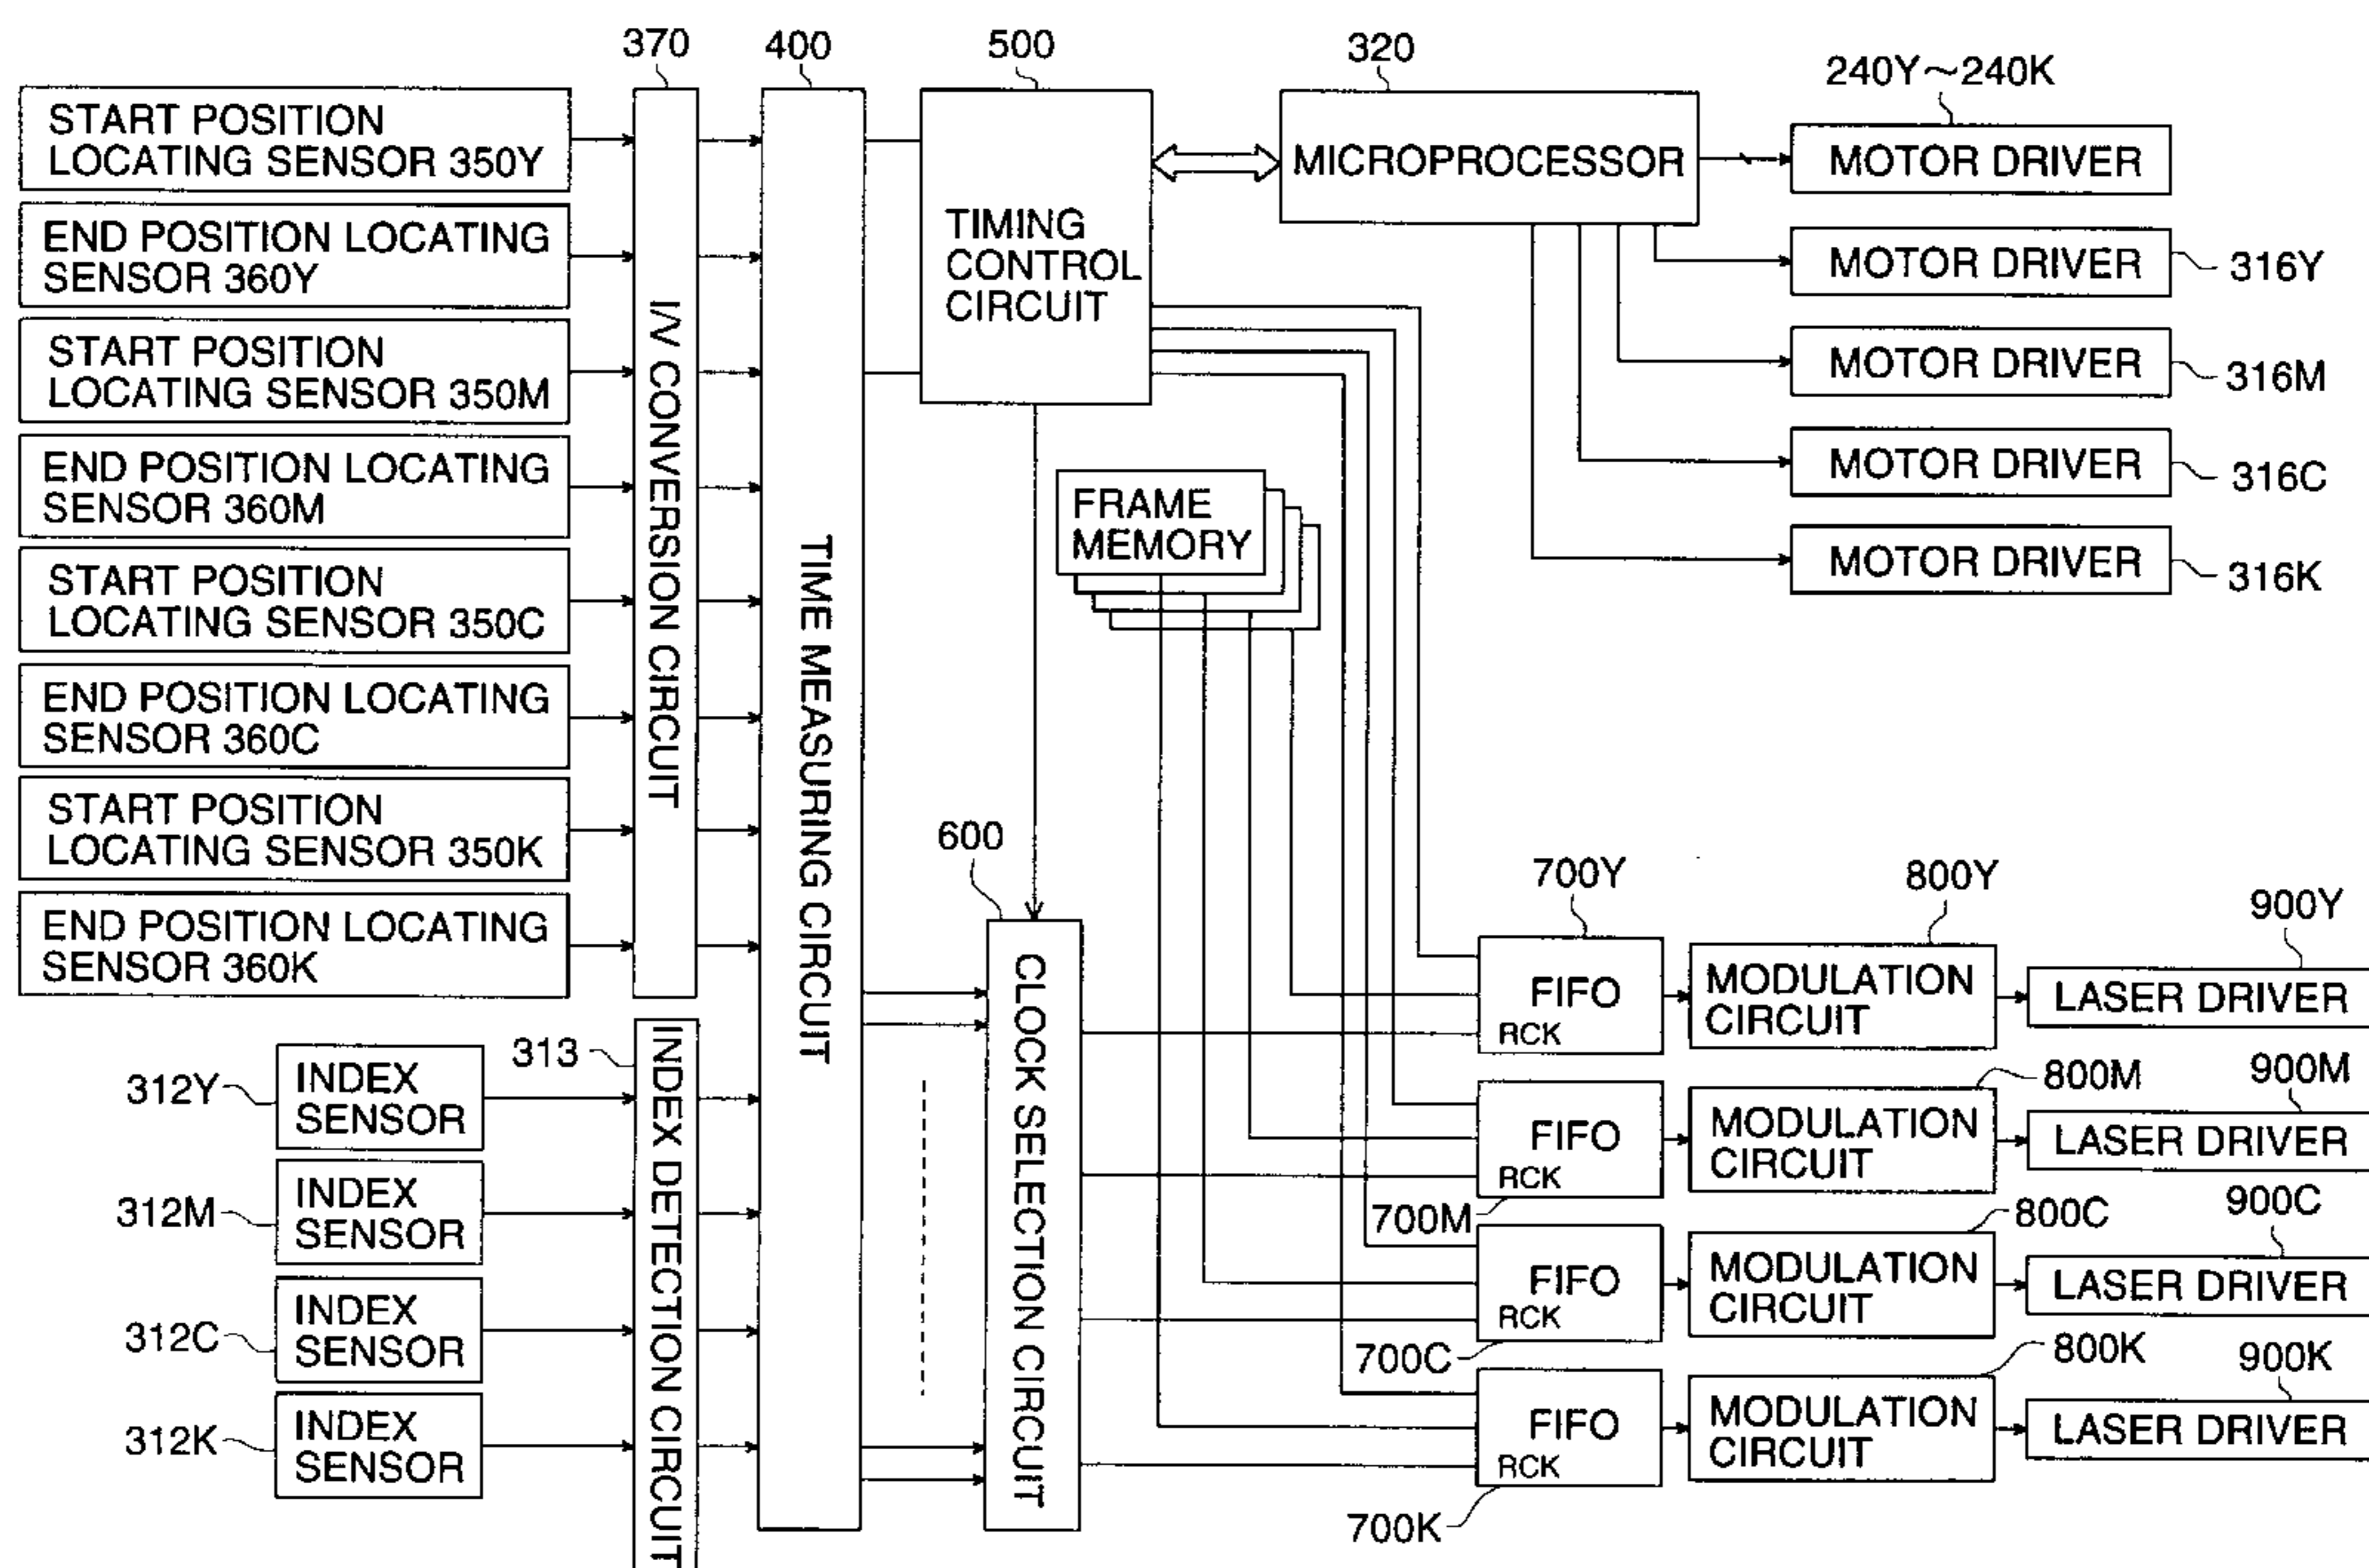 370
400
500
320
240Y~240K
START POSITION
LOCATING SENSOR 350Y
END POSITION LOCATING
SENSOR 360Y
START POSITION
LOCATING SENSOR 350M
END POSITION LOCATING
SENSOR 360M
START POSITION
LOCATING SENSOR 350C
END POSITION LOCATING
SENSOR 360C
START POSITION
LOCATING SENSOR 350K
END POSITION LOCATING
SENSOR 360K
I/V CONVERSION CIRCUIT
TIME MEASURING CIRCUIT
TIMING
CONTROL
CIRCUIT
MICROPROCESSOR
MOTOR DRIVER
MOTOR DRIVER
316Y
MOTOR DRIVER
316M
MOTOR DRIVER
316C
MOTOR DRIVER
316K
FRAME
MEMORY
313
INDEX DETECTION CIRCUIT
312Y
INDEX
SENSOR
312M
INDEX
SENSOR
312C
INDEX
SENSOR
312K
INDEX
SENSOR
600
CLOCK SELECTION CIRCUIT
700Y
800Y
900Y
FIFO
RCK
MODULATION
CIRCUIT
LASER DRIVER
800M
900M
FIFO
RCK
MODULATION
CIRCUIT
LASER DRIVER
700M
800C
900C
FIFO
RCK
MODULATION
CIRCUIT
LASER DRIVER
700C
800K
900K
FIFO
RCK
MODULATION
CIRCUIT
LASER DRIVER
700K